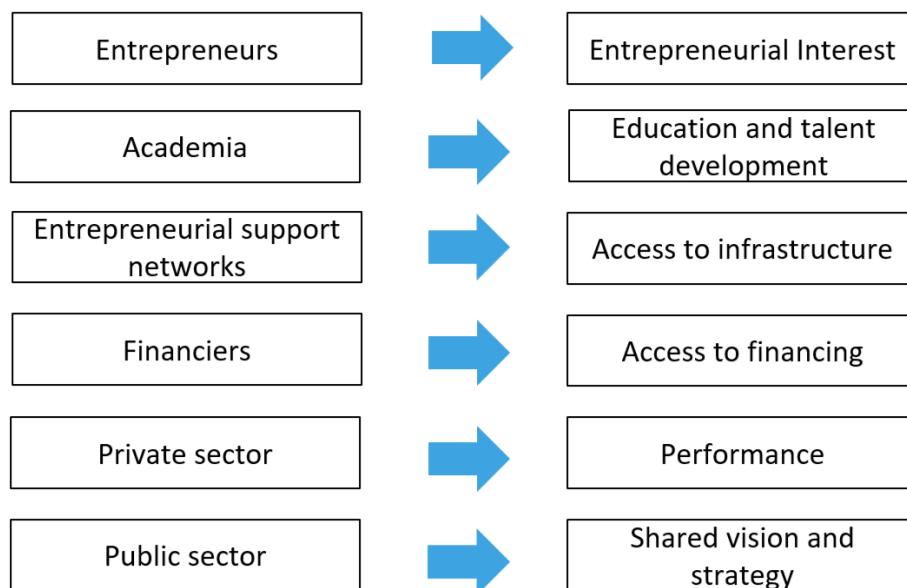 Entrepreneurs
Entrepreneurial Interest
Academia
Education and talent
development
Entrepreneurial support
networks
Access to infrastructure
Financiers
Access to financing
Private sector
Performance
Public sector
Shared vision and
strategy